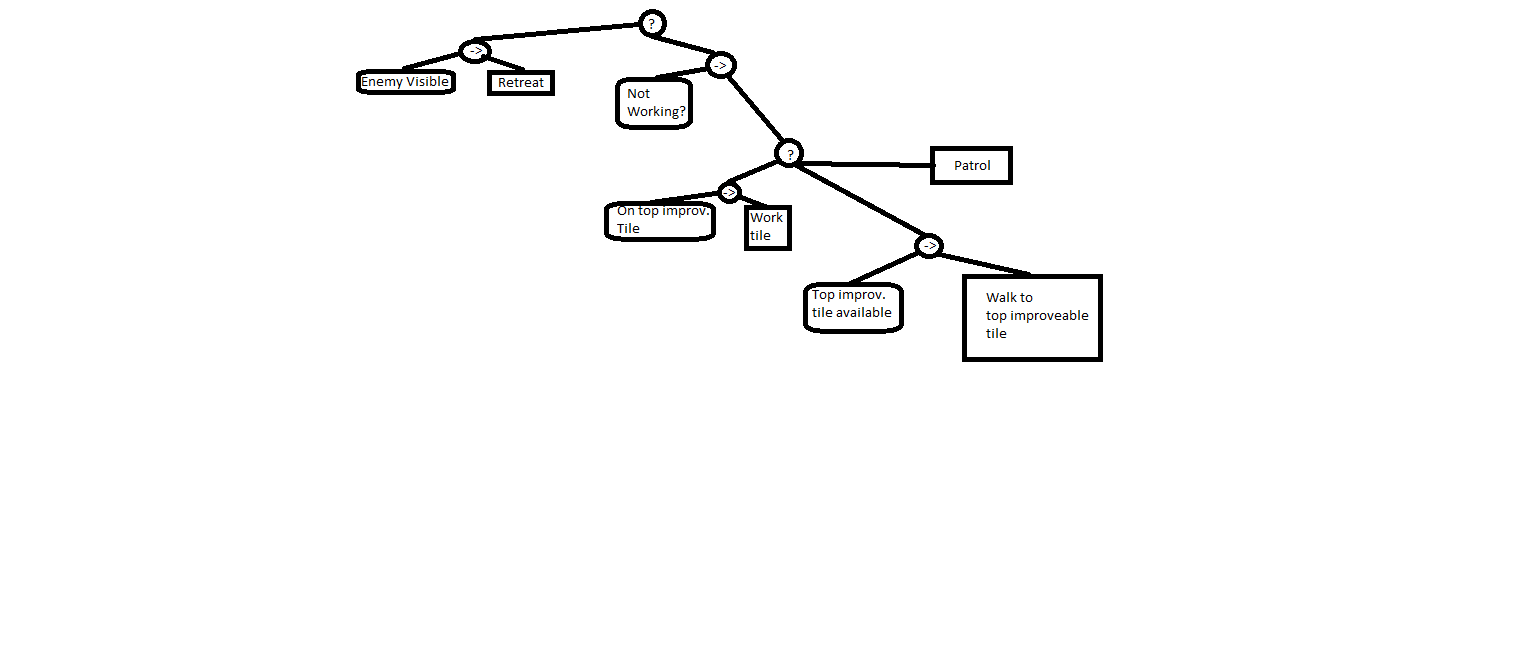 ?
->
->
Enemy Visible
Retreat
Not
Working?
?
Patrol
->
On top improv.
Tile
Work
tile
->
Top improv.
tile available
Walk to
top improveable
tile